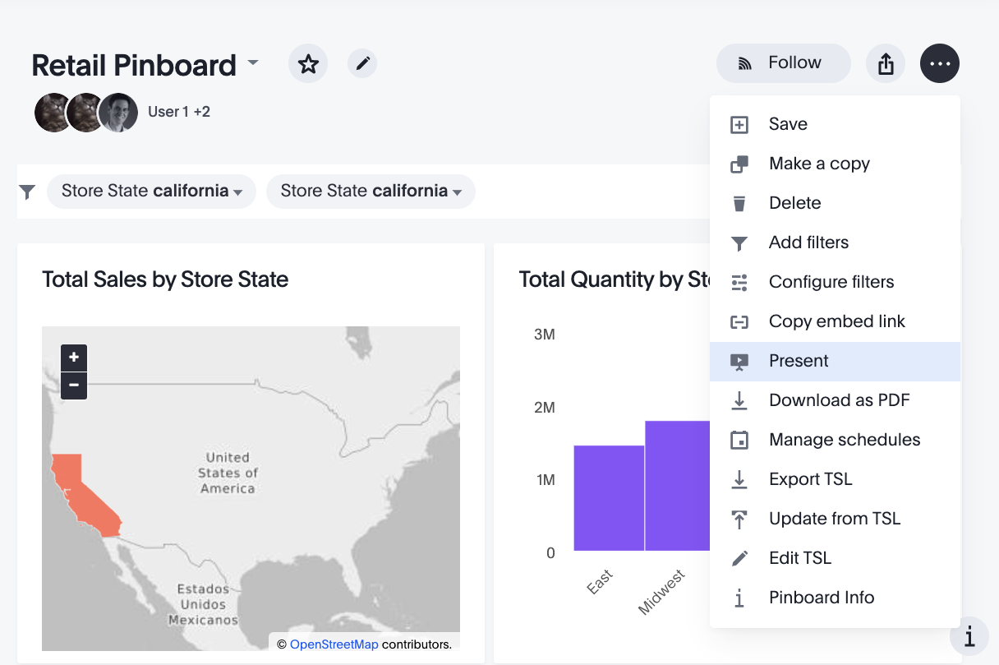 Retail Pinboard
Follow
User 1 +2
Store State california
Store State california
Save
Make a copy
Delete
Add filters
Configure filters
Copy embed link
Present
Download as PDF
Manage schedules
Export TSL
Update from TSL
Edit TSL
Pinboard Info
Total Sales by Store State
+
−
United
States of
America
Estados
Unidos
Mexicanos
© OpenStreetMap contributors.
Total Quantity by
3M
2M
1M
0
East
Midwest
i